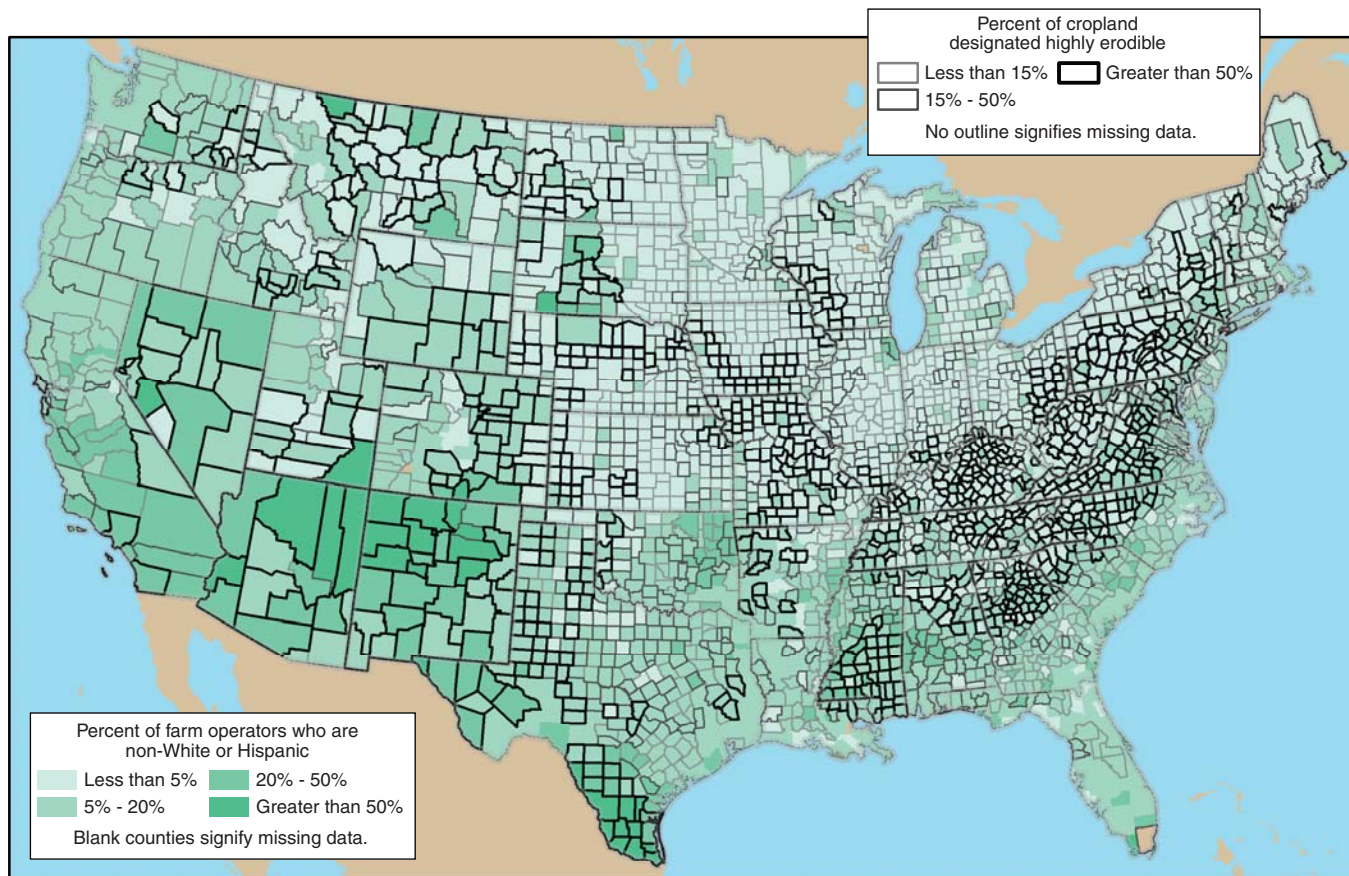 Percent of cropland
designated highly erodible
Less than 15% Greater than 50%
15% - 50%
No outline signifies missing data.
Percent of farm operators who are
non-White or Hispanic
Less than 5% 20% - 50%
5% - 20% Greater than 50%
Blank counties signify missing data.